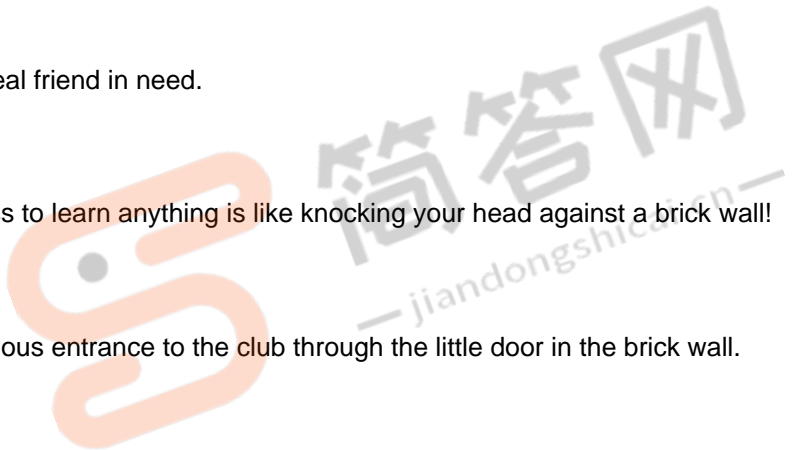 eal friend in need.
简答网
s to learn anything is like knocking your head against a brick wall!
— jiandongshicai.cn —
ous entrance to the club through the little door in the brick wall.